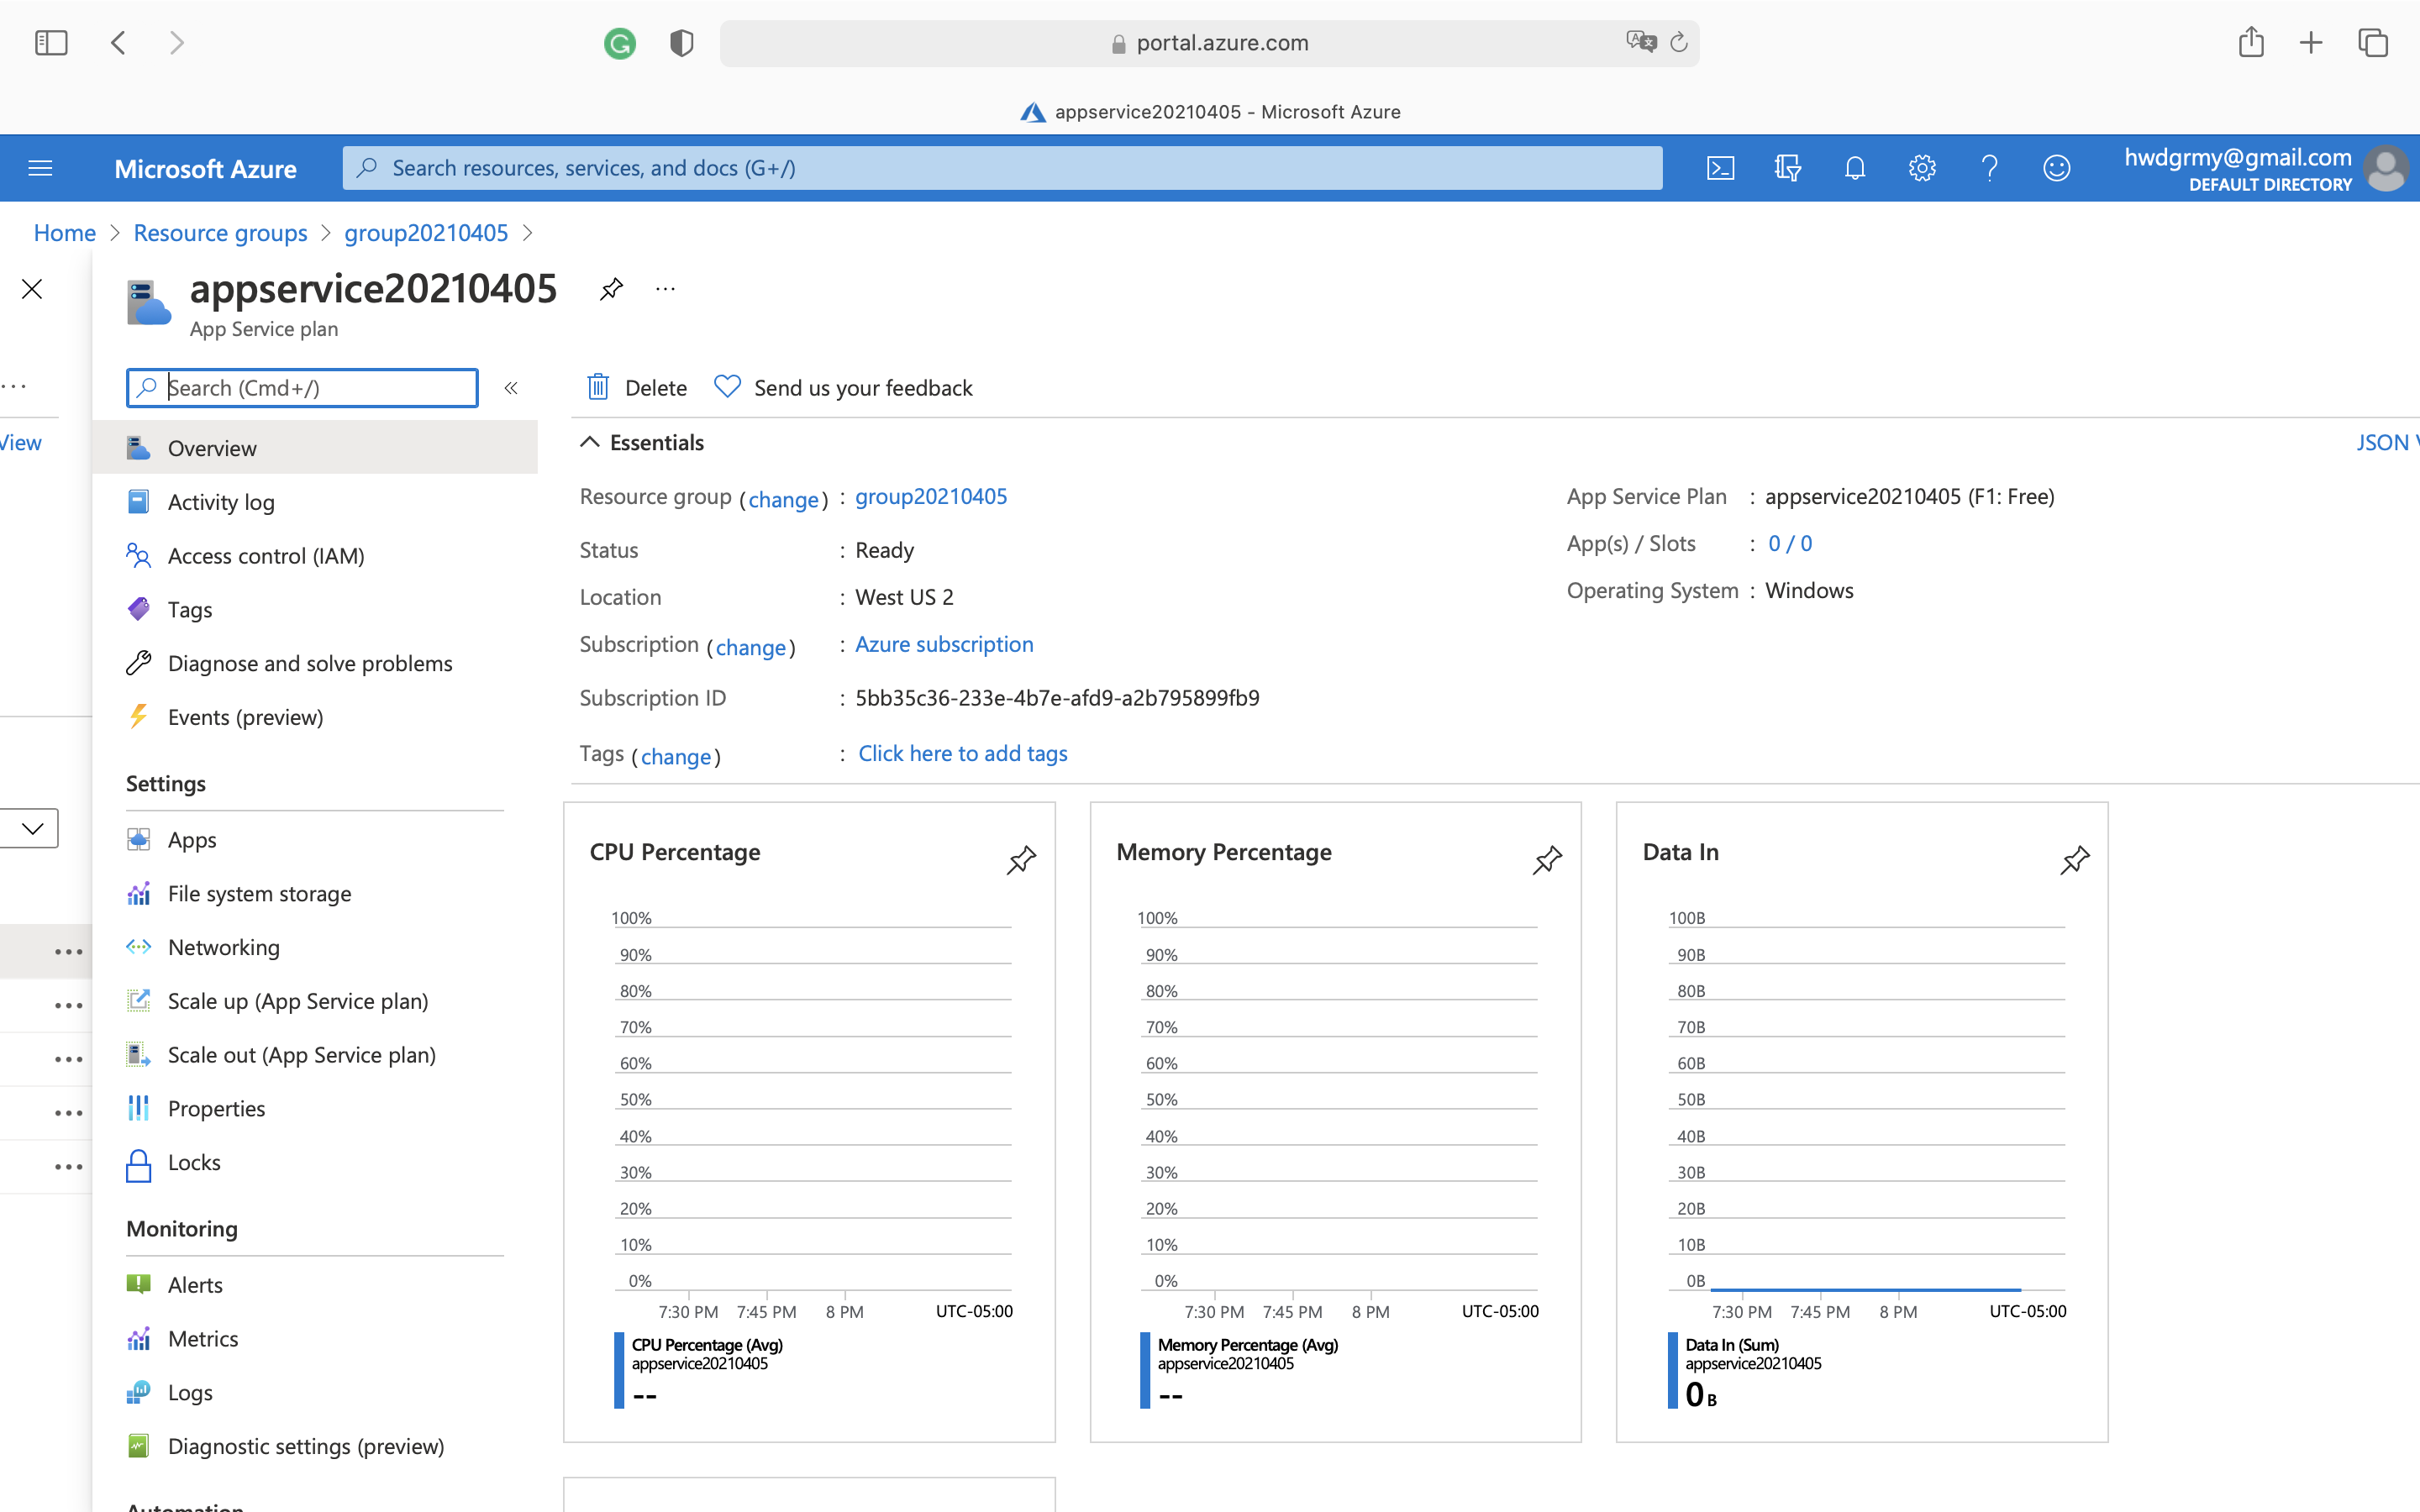 portal.azure.com
appservice20210405 - Microsoft Azure
Microsoft Azure
Search resources, services, and docs (G+/)
hwdgrmy@gmail.com
DEFAULT DIRECTORY
Home > Resource groups > group20210405 >
appservice20210405
App Service plan
View
Search (Cmd+/)
Overview
Activity log
Access control (IAM)
Tags
Diagnose and solve problems
Events (preview)
Settings
Apps
File system storage
Networking
Scale up (App Service plan)
Scale out (App Service plan)
Properties
Locks
Monitoring
Alerts
Metrics
Logs
Diagnostic settings (preview)
Automation
Delete
Send us your feedback
Essentials
JSON V
Resource group (change) : group20210405
Status : Ready
Location : West US 2
Subscription (change) : Azure subscription
Subscription ID : 5bb35c36-233e-4b7e-afd9-a2b795899fb9
Tags (change) : Click here to add tags
App Service Plan : appservice20210405 (F1: Free)
App(s) / Slots : 0 / 0
Operating System : Windows
CPU Percentage
100%
90%
80%
70%
60%
50%
40%
30%
20%
10%
0%
7:30 PM 7:45 PM 8 PM UTC-05:00
CPU Percentage (Avg)
appservice20210405
--
Memory Percentage
100%
90%
80%
70%
60%
50%
40%
30%
20%
10%
0%
7:30 PM 7:45 PM 8 PM UTC-05:00
Memory Percentage (Avg)
appservice20210405
--
Data In
100B
90B
80B
70B
60B
50B
40B
30B
20B
10B
0B
7:30 PM 7:45 PM 8 PM UTC-05:00
Data In (Sum)
appservice20210405
0 B